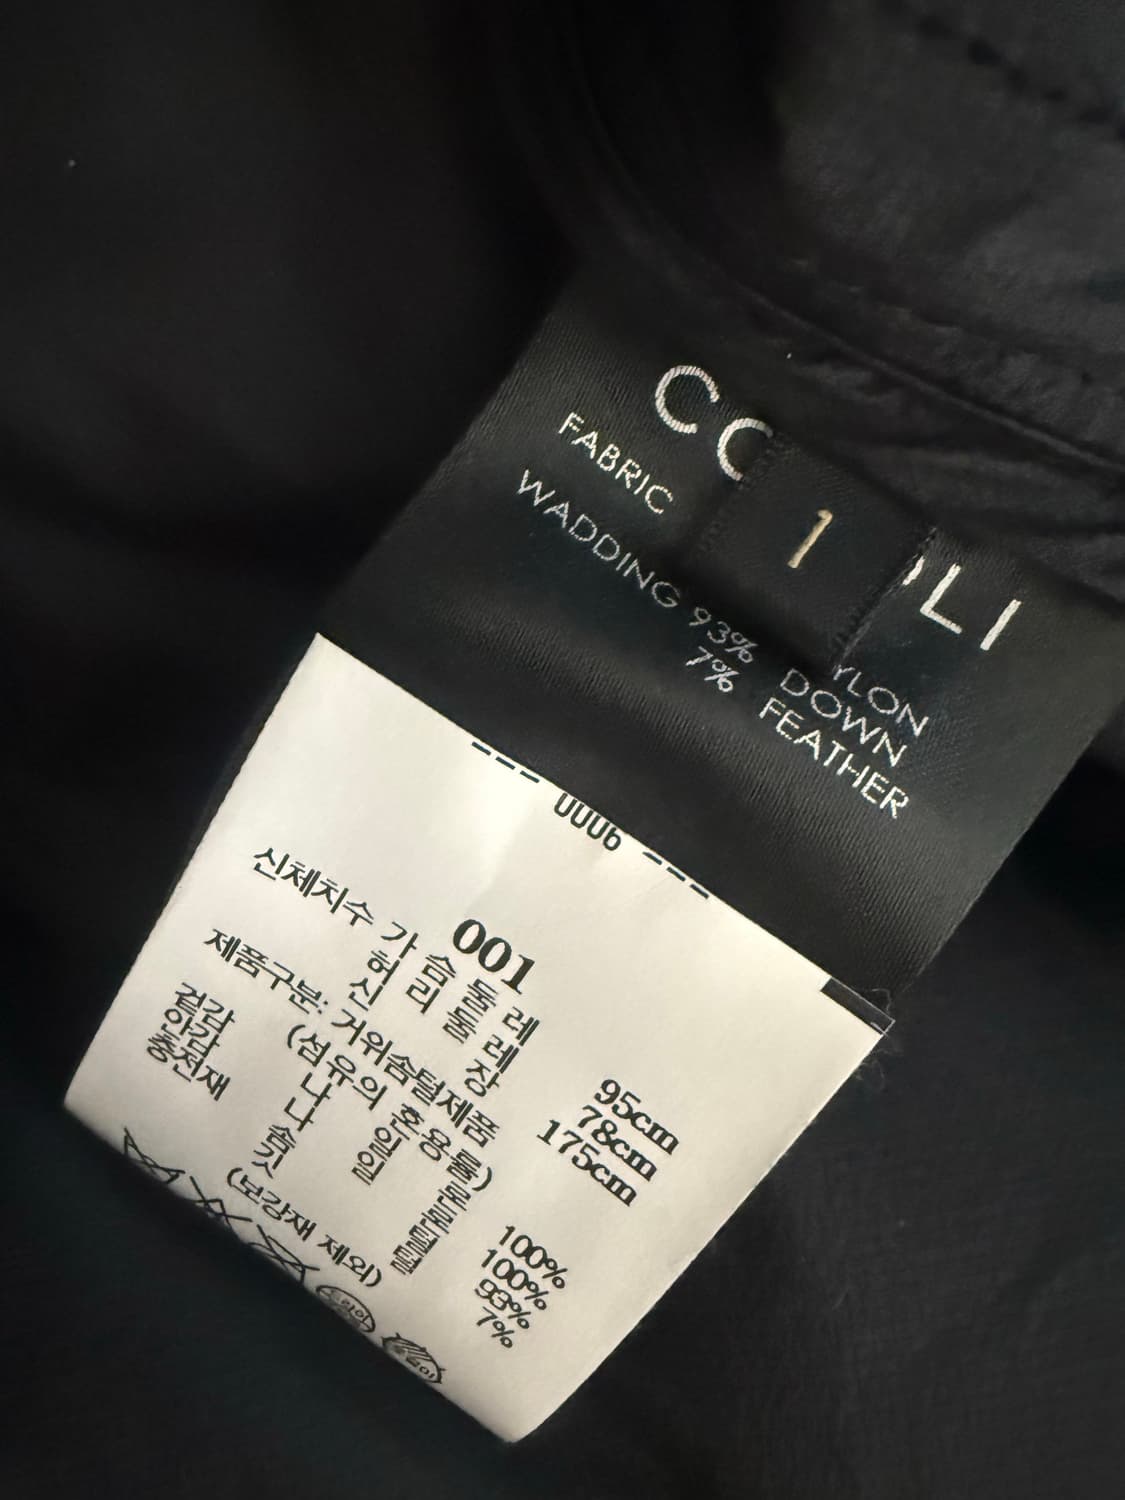 CO LI
1
FABRIC YLON
WADDING 93% DOWN
7% FEATHER
--- 0006 ---
001
신체치수 가 슴 둘 레 95cm
허 리 둘 레 78cm
신 장 175cm
제품구분: 거위솜털제품
(섬유의 혼용률)
겉감 나 일 론 100%
안감 나 일 론 100%
충전재 솜 털 93%
깃 털 7%
(보강재 제외)
드라이